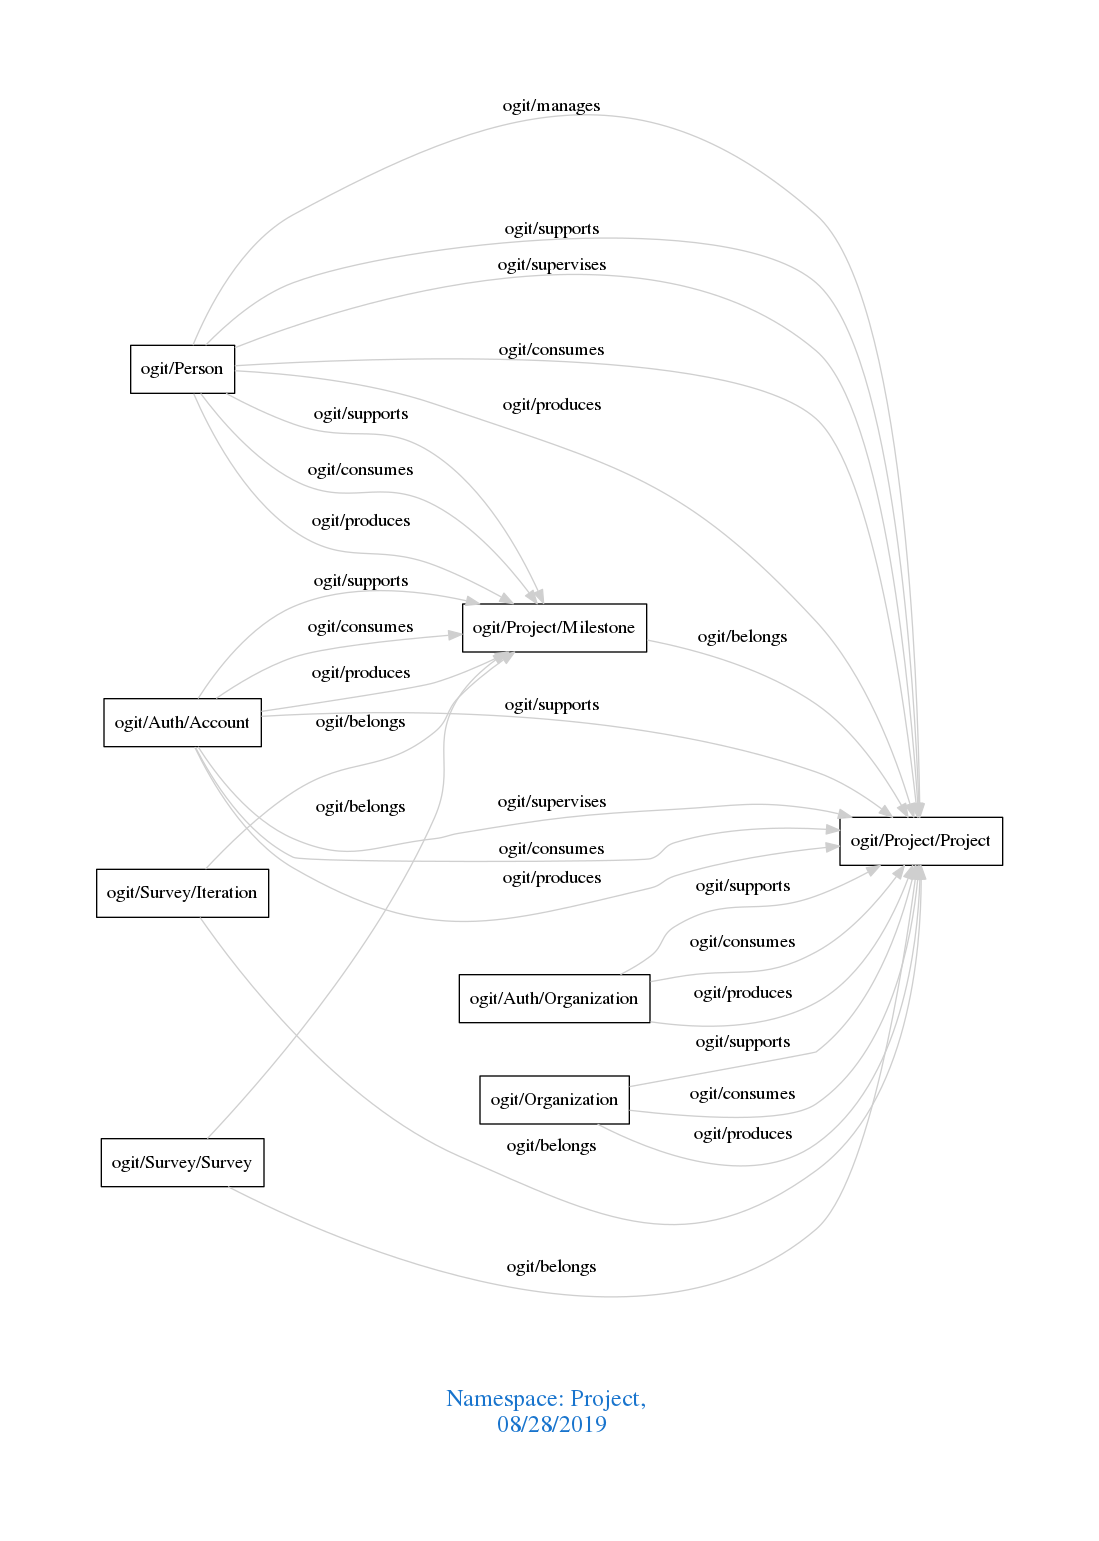 ogit/manages
ogit/supports
ogit/supervises
ogit/consumes
ogit/Person
ogit/produces
ogit/supports
ogit/consumes
ogit/produces
ogit/supports
ogit/consumes
ogit/Project/Milestone
ogit/belongs
ogit/produces
ogit/supports
ogit/Auth/Account
ogit/belongs
ogit/supervises
ogit/belongs
ogit/Project/Project
ogit/consumes
ogit/produces
ogit/supports
ogit/Survey/Iteration
ogit/consumes
ogit/produces
ogit/Auth/Organization
ogit/supports
ogit/consumes
ogit/Organization
ogit/produces
ogit/belongs
ogit/Survey/Survey
ogit/belongs
Namespace: Project,
08/28/2019